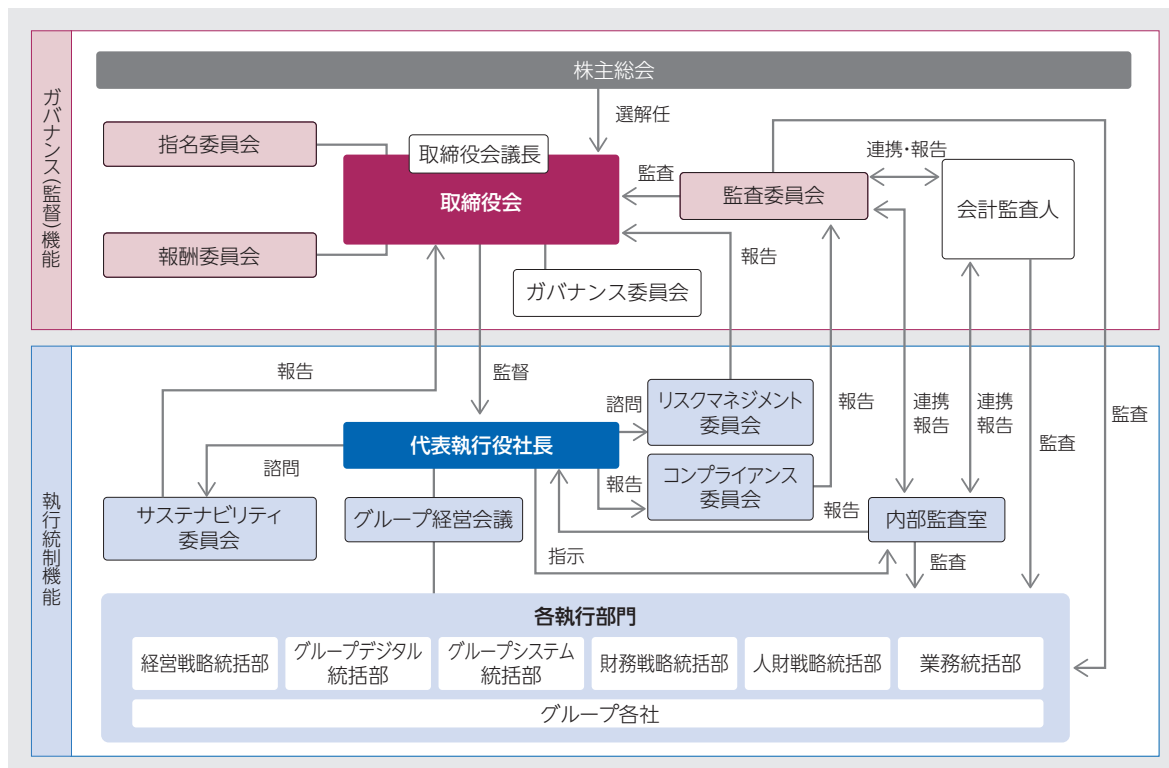 ガバナンス(監督)機能
株主総会
選解任
指名委員会
取締役会議長
取締役会
監査
監査委員会
連携・報告
会計監査人
報酬委員会
ガバナンス委員会
報告
執行統制機能
報告
監督
諮問
リスクマネジメント
委員会
報告
連携
報告
連携
報告
監査
監査
代表執行役社長
諮問
報告
コンプライアンス
委員会
サステナビリティ
委員会
グループ経営会議
報告
内部監査室
指示
監査
各執行部門
経営戦略統括部
グループデジタル
統括部
グループシステム
統括部
財務戦略統括部
人財戦略統括部
業務統括部
グループ各社